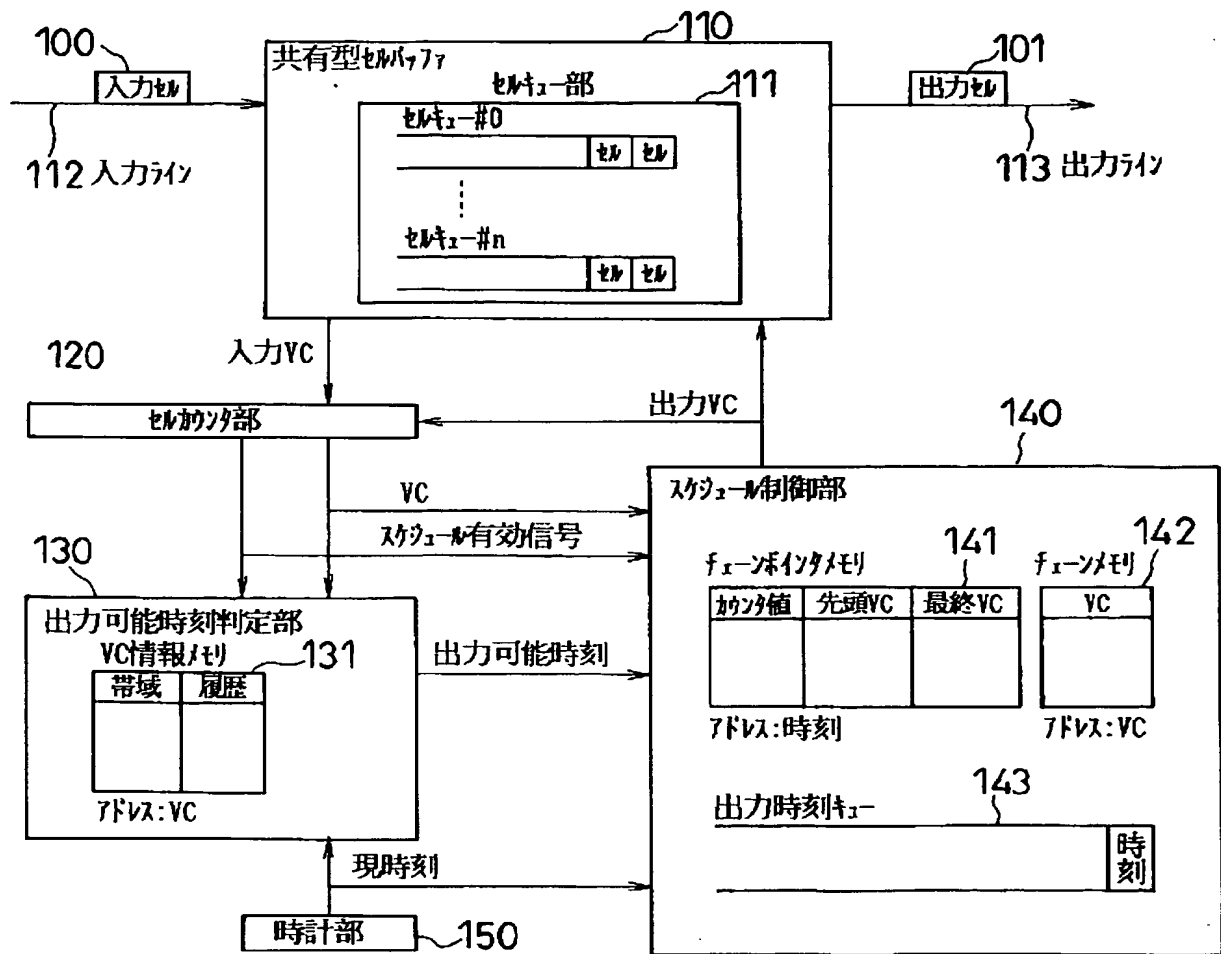 100
110
101
共有型ｾﾙﾊﾞｯﾌｧ
入力ｾﾙ
出力ｾﾙ
ｾﾙｷｭｰ部
111
ｾﾙｷｭｰ#0
ｾﾙ ｾﾙ
112 入力ﾗｲﾝ
113 出力ﾗｲﾝ
ｾﾙｷｭｰ#n
ｾﾙ ｾﾙ
120
入力VC
ｾﾙｶｳﾝﾀ部
出力VC
140
VC
ｽｹｼﾞｭｰﾙ制御部
ｽｹｼﾞｭｰﾙ有効信号
130
141
142
ﾁｪｰﾝﾎﾟｲﾝﾀﾒﾓﾘ
ﾁｪｰﾝﾒﾓﾘ
ｶｳﾝﾀ値 先頭VC 最終VC
VC
出力可能時刻判定部
VC情報ﾒﾓﾘ
131
帯域 履歴
出力可能時刻
ｱﾄﾞﾚｽ:時刻
ｱﾄﾞﾚｽ:VC
ｱﾄﾞﾚｽ:VC
143
出力時刻ｷｭｰ
時刻
現時刻
時計部
150